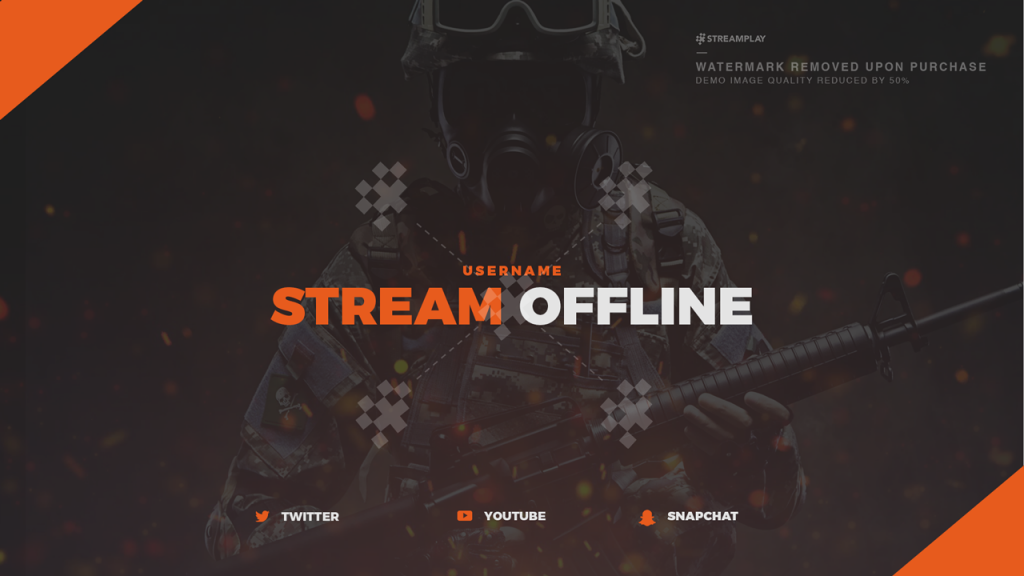 STREAMPLAY
WATERMARK REMOVED UPON PURCHASE
DEMO IMAGE QUALITY REDUCED BY 50%
USERNAME
STREAM OFFLINE
TWITTER YOUTUBE SNAPCHAT